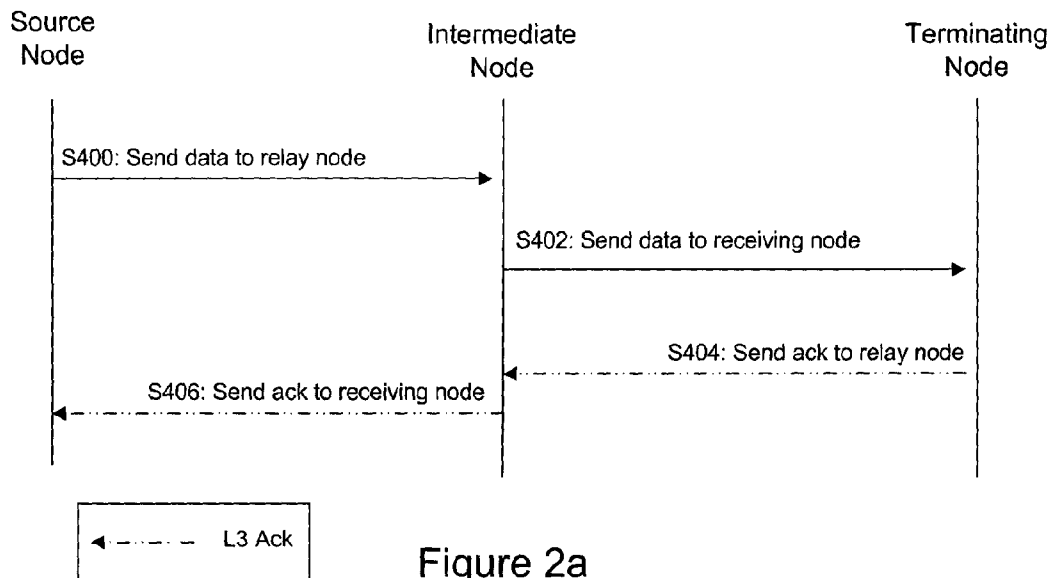 Source
Node
Intermediate
Node
Terminating
Node
S400: Send data to relay node
S402: Send data to receiving node
S404: Send ack to relay node
S406: Send ack to receiving node
L3 Ack
Figure 2a